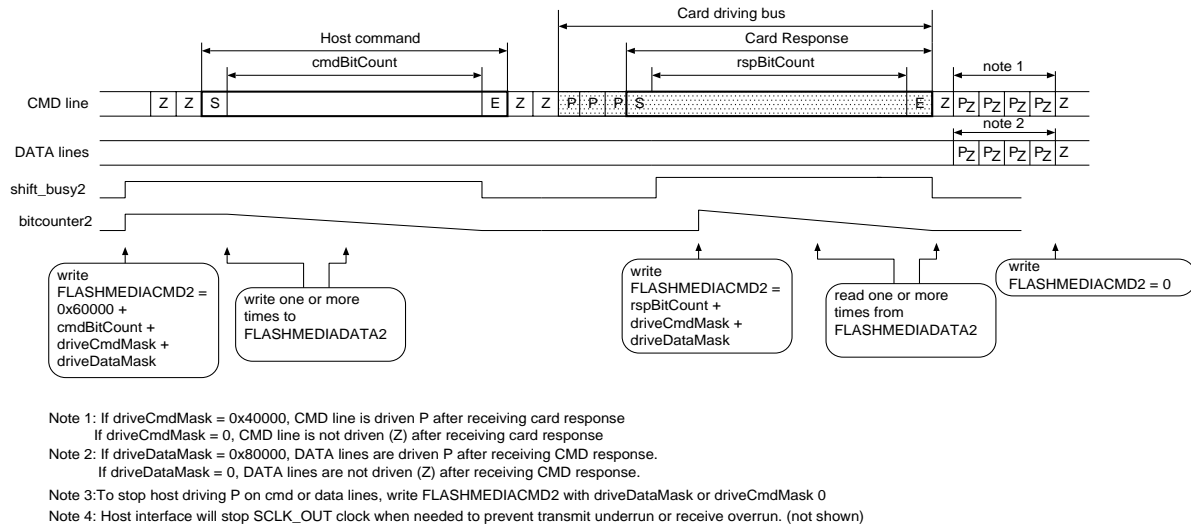 Card driving bus
Host command
Card Response
cmdBitCount
rspBitCount
note 1
CMD line
Z Z S E Z Z P P P S E Z PZ PZ PZ PZ Z
note 2
DATA lines
PZ PZ PZ PZ Z
shift_busy2
bitcounter2
write
FLASHMEDIACMD2 =
0x60000 +
cmdBitCount +
driveCmdMask +
driveDataMask
write one or more
times to
FLASHMEDIADATA2
write
FLASHMEDIACMD2 =
rspBitCount +
driveCmdMask +
driveDataMask
read one or more
times from
FLASHMEDIADATA2
write
FLASHMEDIACMD2 = 0
Note 1: If driveCmdMask = 0x40000, CMD line is driven P after receiving card response
If driveCmdMask = 0, CMD line is not driven (Z) after receiving card response
Note 2: If driveDataMask = 0x80000, DATA lines are driven P after receiving CMD response.
If driveDataMask = 0, DATA lines are not driven (Z) after receiving CMD response.
Note 3:To stop host driving P on cmd or data lines, write FLASHMEDIACMD2 with driveDataMask or driveCmdMask 0
Note 4: Host interface will stop SCLK_OUT clock when needed to prevent transmit underrun or receive overrun. (not shown)